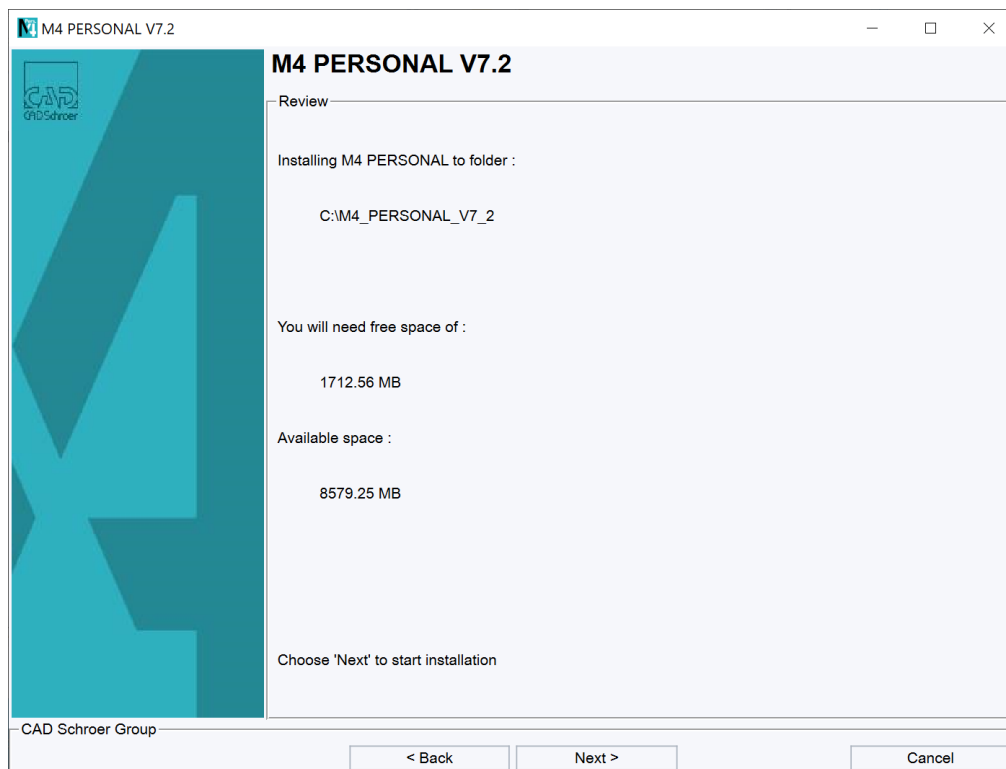 M4 PERSONAL V7.2
CAD
CADSchroer
M4 PERSONAL V7.2
Review
Installing M4 PERSONAL to folder :
C:\M4_PERSONAL_V7_2
You will need free space of :
1712.56 MB
Available space :
8579.25 MB
Choose 'Next' to start installation
CAD Schroer Group
< Back
Next >
Cancel